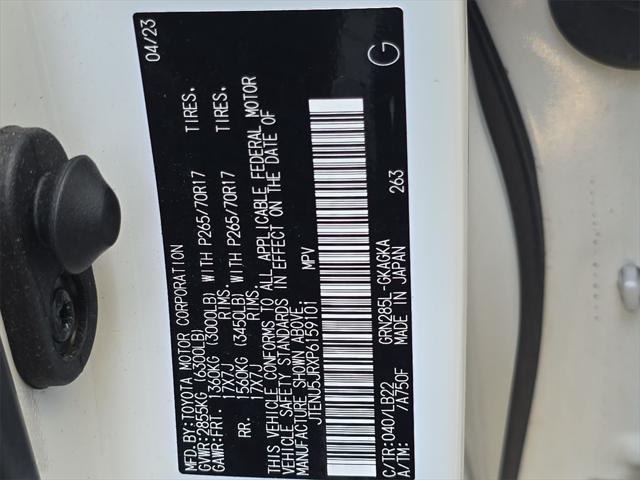 MFD.BY:TOYOTA MOTOR CORPORATION 04/23
GVWR:2855KG (6300LB)
GAWR:FRT. 1360KG (3000LB) WITH P265/70R17 TIRES.
17X7J RIMS.
RR. 1560KG (3450LB) WITH P265/70R17 TIRES.
17X7J RIMS.
THIS VEHICLE CONFORMS TO ALL APPLICABLE FEDERAL MOTOR
VEHICLE SAFETY STANDARDS IN EFFECT ON THE DATE OF
MANUFACTURE SHOWN ABOVE.
JTENU5JRXP6159101 MPV
C/TR:040/LB22 GRN285L-GKAGKA
A/TM: /A750F MADE IN JAPAN 263
G